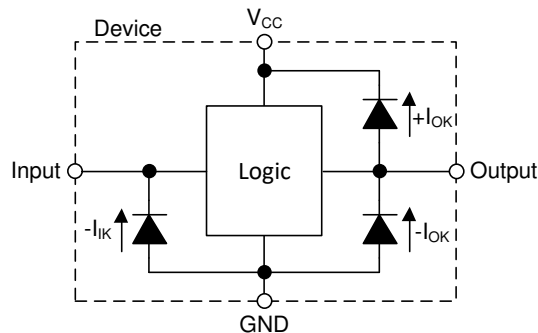 Device
VCC
+IOK
Input
Logic
Output
-IIK
-IOK
GND